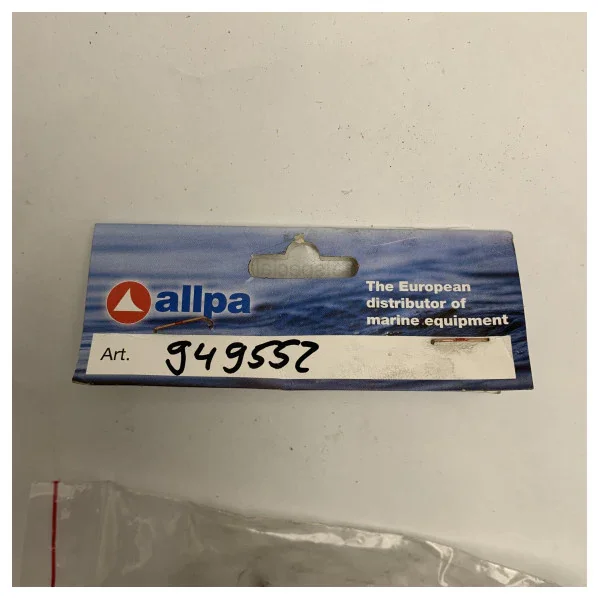 allpa
The European
distributor of
marine equipment
Art. 949552